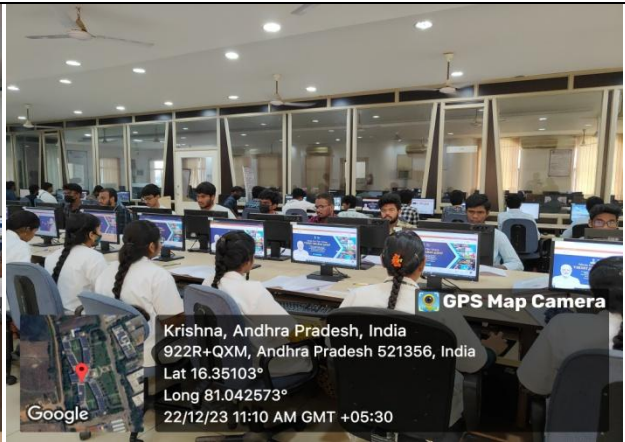 GPS Map Camera
Krishna, Andhra Pradesh, India
922R+QXM, Andhra Pradesh 521356, India
Lat 16.35103°
Long 81.042573°
22/12/23 11:10 AM GMT +05:30
Google